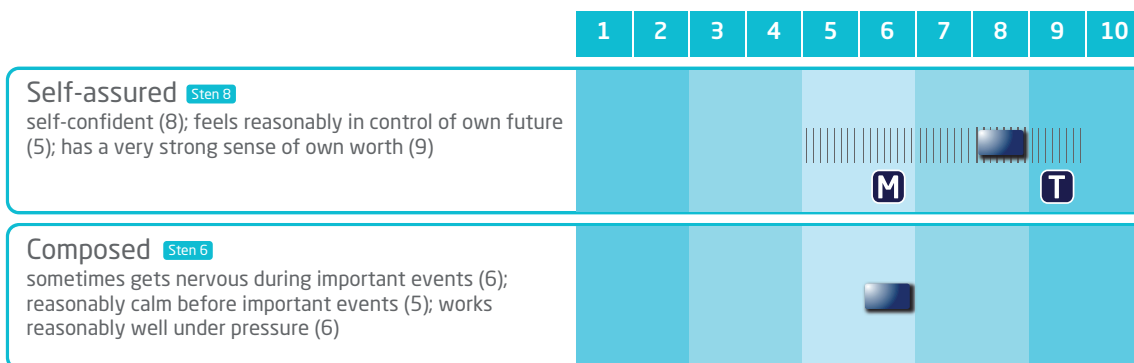 1 2 3 4 5 6 7 8 9 10
Self-assured Sten 8
self-confident (8); feels reasonably in control of own future
(5); has a very strong sense of own worth (9)
M T
Composed Sten 6
sometimes gets nervous during important events (6);
reasonably calm before important events (5); works
reasonably well under pressure (6)